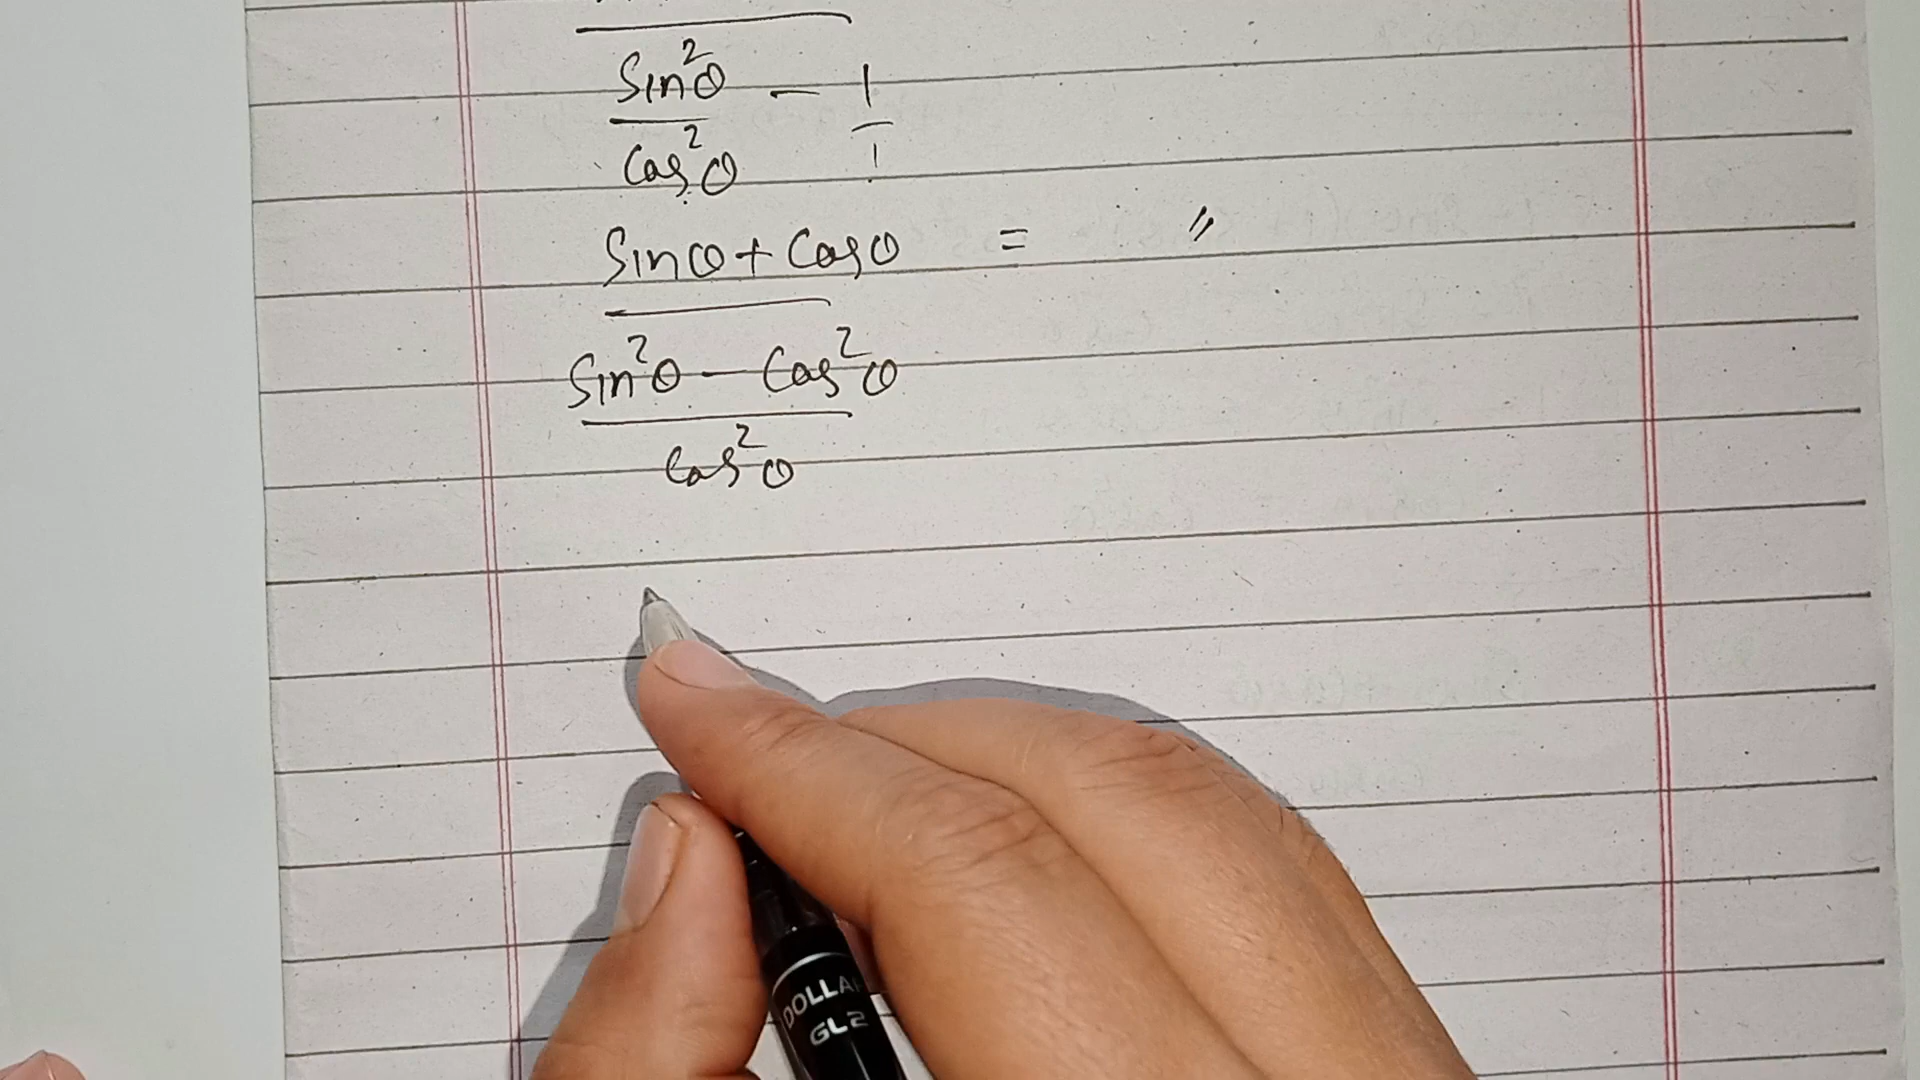 Sin²θ — 1
Cos²θ 1
Sinθ + Cosθ = "
Sin²θ — Cos²θ
Cos²θ
DOLLAR
GL2